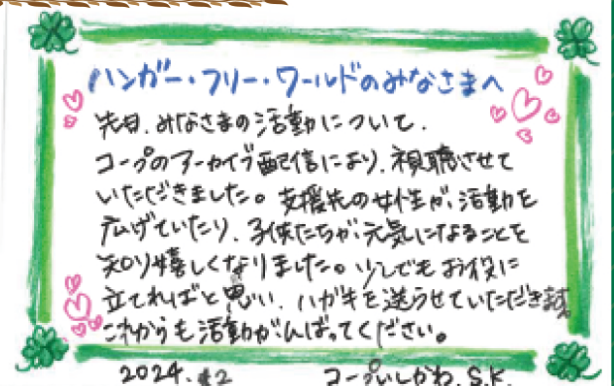 ハンガー・フリー・ワールドのみなさまへ
先日、みなさまの活動について、
コープのアーカイブ配信により、視聴させて
いただきました。支援先の女性が、活動を
広げていたり、子供たちが元気になることを
知り嬉しくなりました。少しでもお役に
立てればと思い、ハガキを送らせていただきます。
これからも活動がんばってください。
2024.
コープいしかわ S.K.